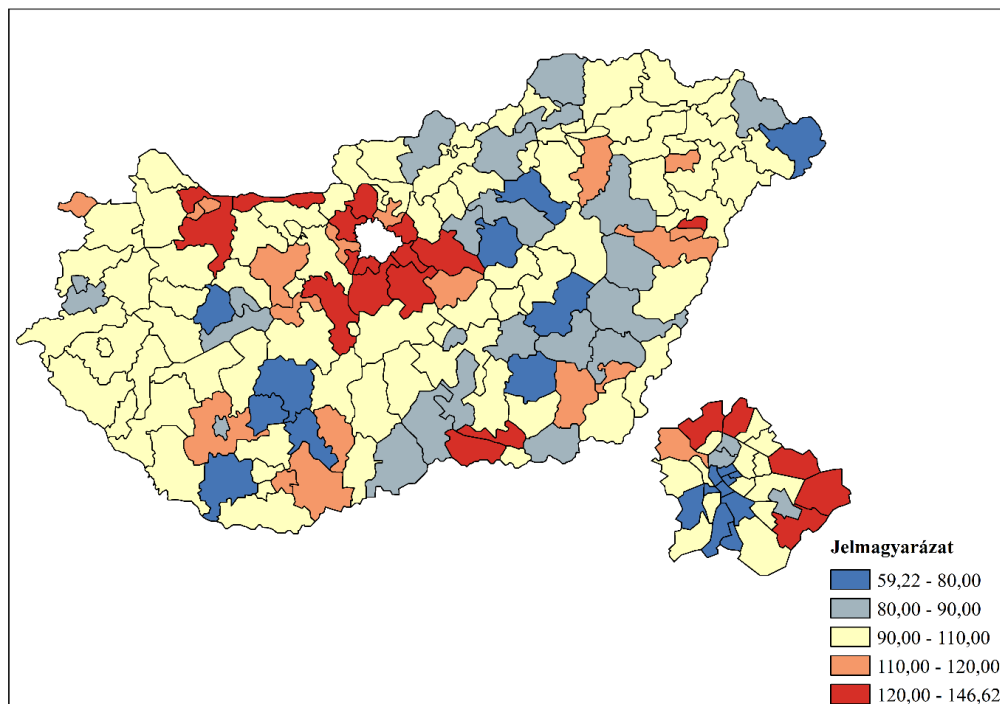 Jelmagyarázat
59,22 - 80,00
80,00 - 90,00
90,00 - 110,00
110,00 - 120,00
120,00 - 146,62